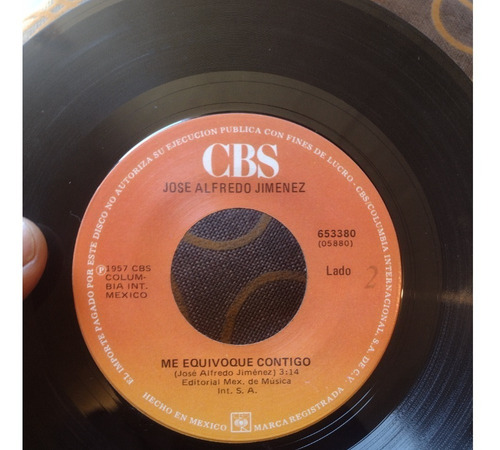 EL IMPORTE PAGADO POR ESTE DISCO NO AUTORIZA SU EJECUCION PUBLICA CON FINES DE LUCRO - CBS/COLUMBIA INTERNACIONAL, S.A. DE C.V.
CBS
JOSE ALFREDO JIMENEZ
653380
(05880)
Lado 2
P 1957 CBS
COLUM-
BIA INT.
MEXICO
ME EQUIVOQUE CONTIGO
(José Alfredo Jiménez) 3:14
Editorial Mex. de Música
Int. S. A.
HECHO EN MEXICO MARCA REGISTRADA